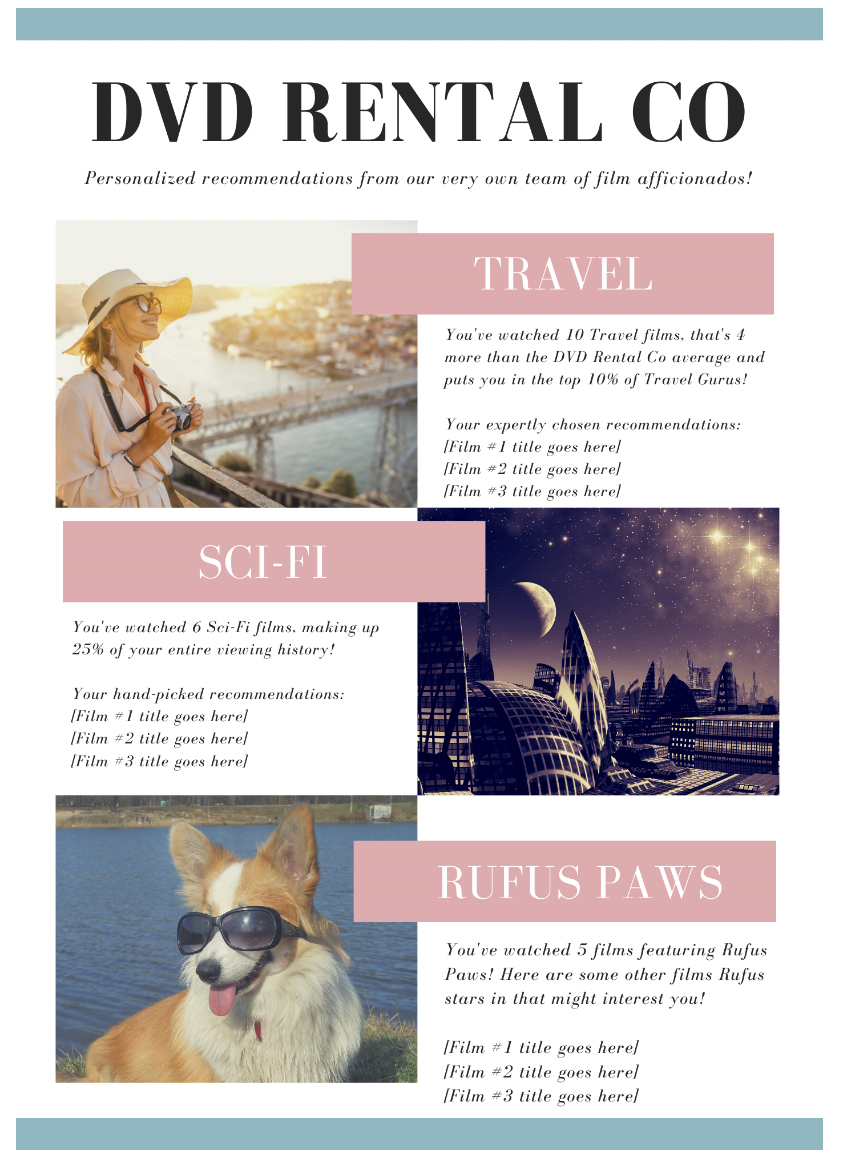 DVD RENTAL CO
Personalized recommendations from our very own team of film afficionados!
TRAVEL
You've watched 10 Travel films, that's 4
more than the DVD Rental Co average and
puts you in the top 10% of Travel Gurus!
Your expertly chosen recommendations:
[Film #1 title goes here]
[Film #2 title goes here]
[Film #3 title goes here]
SCI-FI
You've watched 6 Sci-Fi films, making up
25% of your entire viewing history!
Your hand-picked recommendations:
[Film #1 title goes here]
[Film #2 title goes here]
[Film #3 title goes here]
RUFUS PAWS
You've watched 5 films featuring Rufus
Paws! Here are some other films Rufus
stars in that might interest you!
[Film #1 title goes here]
[Film #2 title goes here]
[Film #3 title goes here]